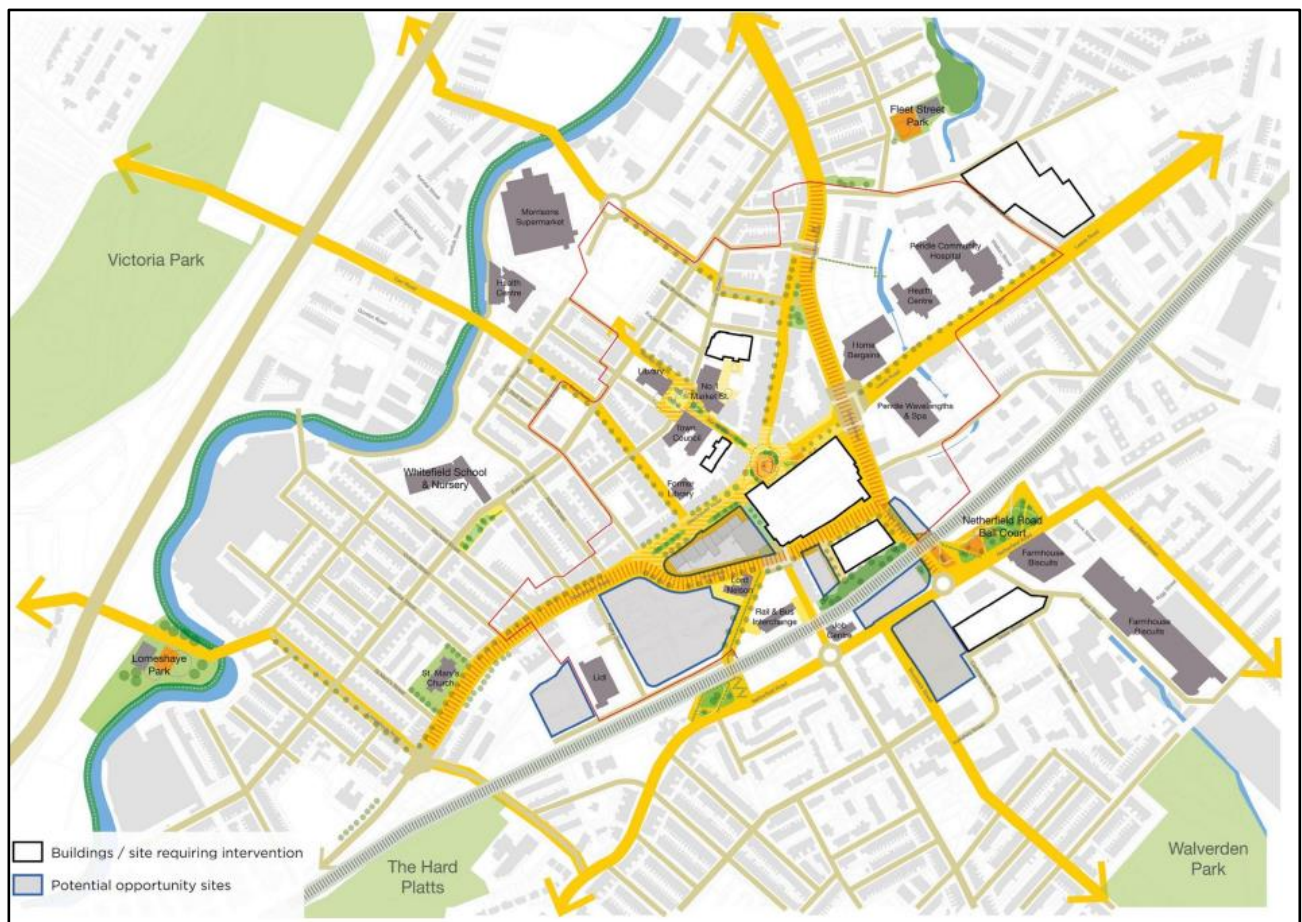 Fleet Street
Park
Morrisons
Supermarket
Victoria Park
Pendle Community
Hospital
Health
Centre
Health
Centre
Home
Bargains
Library
No.1
Market St.
Pendle Wavelengths
& Spa
Town
Council
Whitefield School
& Nursery
Former
Library
Netherfield Road
Ball Court
Farmhouse
Biscuits
Lord
Nelson
Rail & Bus
Interchange
Job
Centre
Farmhouse
Biscuits
Lomeshaye
Park
St. Mary's
Church
Lidl
Buildings / site requiring intervention
Potential opportunity sites
The Hard
Platts
Walverden
Park